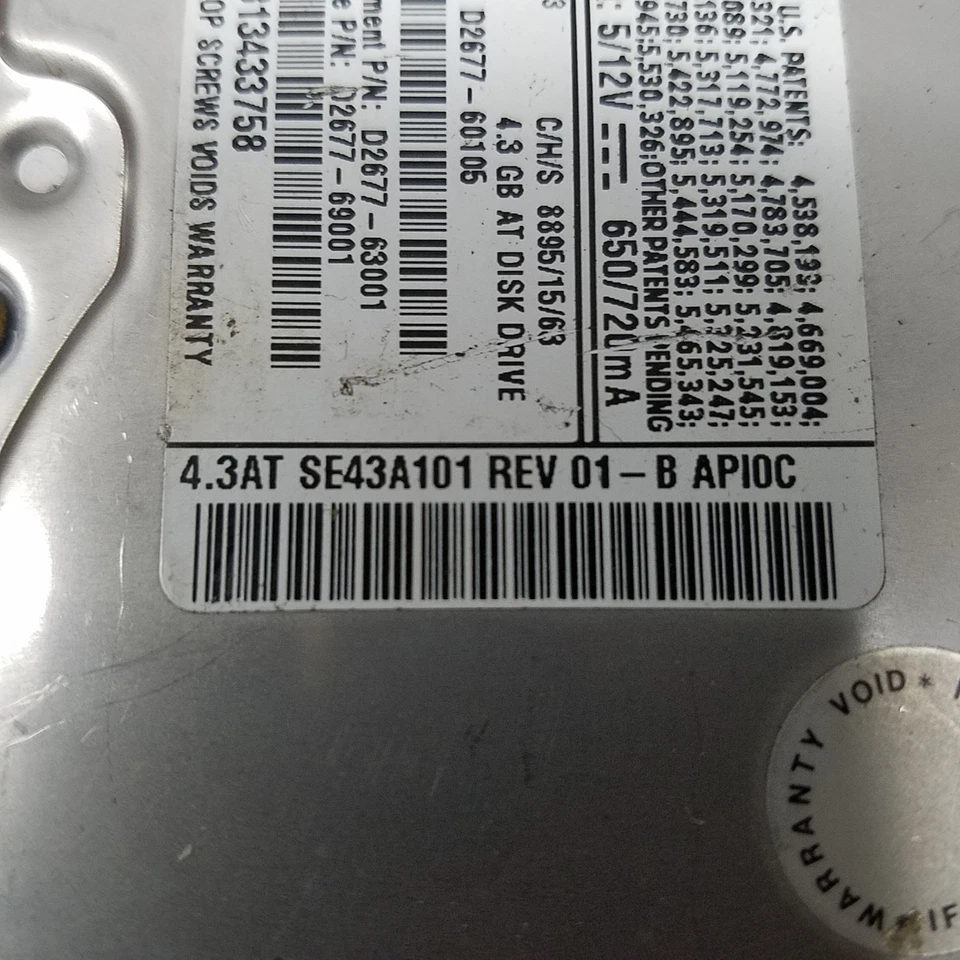 U.S. PATENTS: 4,538,193; 4,669,004;
321; 4,772,974; 4,783,705; 4,819,153;
089; 5,119,254; 5,170,299; 5,231,545;
136; 5,317,713; 5,319,511; 5,325,247;
730; 5,422,895; 5,444,583; 5,465,343;
945;5,530,326;OTHER PATENTS PENDING
5/12V 650/720mA
C/H/S 8895/15/63
4.3 GB AT DISK DRIVE
D2677-60105
ment P/N: D2677-63001
e P/N: D2677-69001
13433758
OP SCREWS VOIDS WARRANTY
4.3AT SE43A101 REV 01-B API0C
WARRANTY VOID * IF